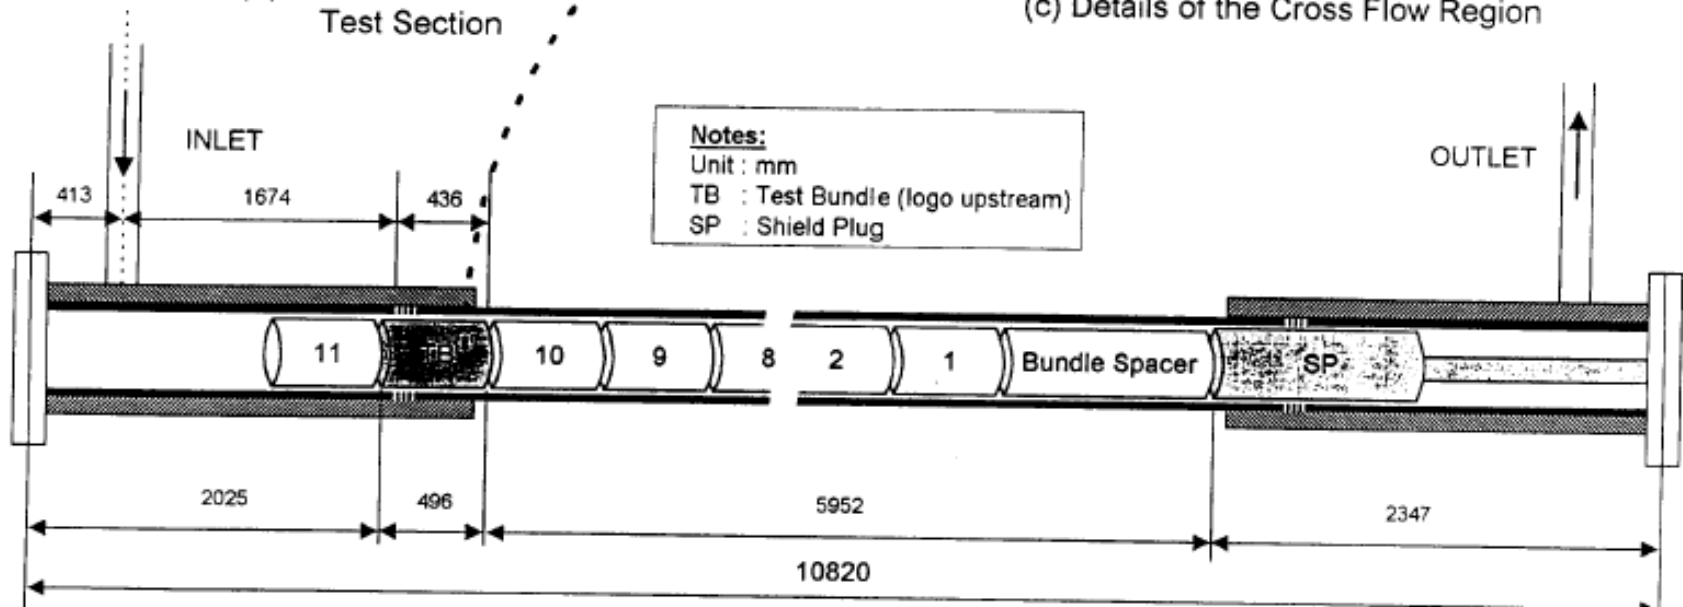 Test Section
(c) Details of the Cross Flow Region
INLET
Notes:
Unit : mm
TB : Test Bundle (logo upstream)
SP : Shield Plug
OUTLET
413
1674
436
11
TB
10
9
8
2
1
Bundle Spacer
SP
2025
496
5952
2347
10820